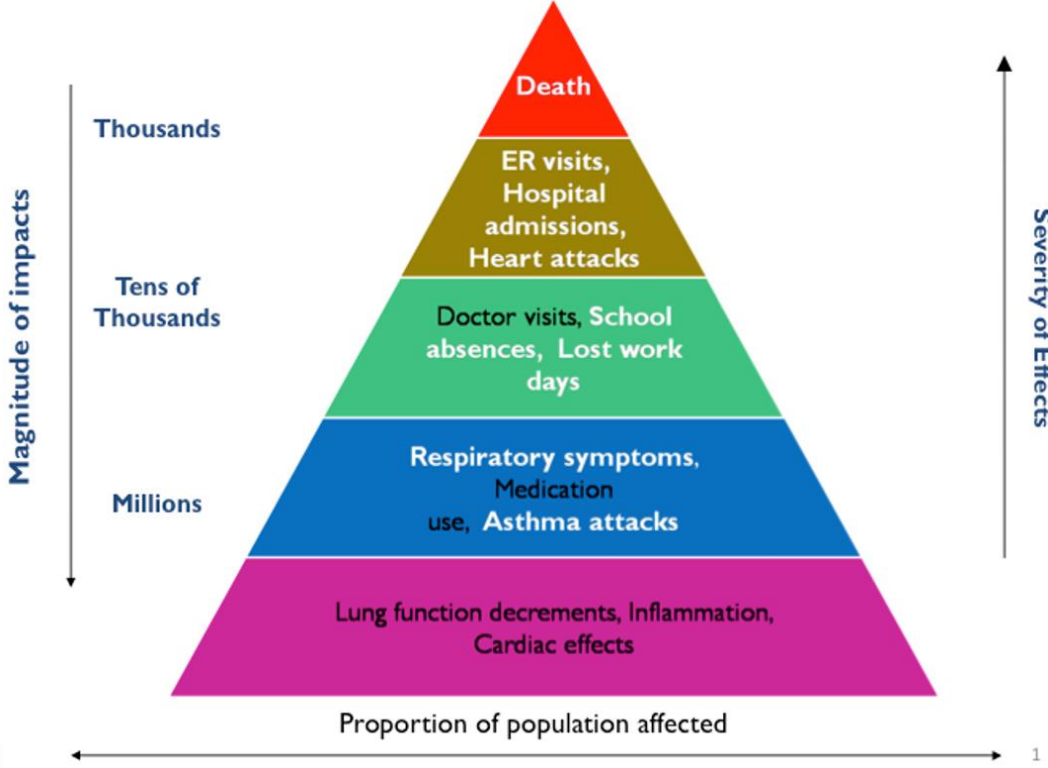 Death
Thousands
ER visits,
Hospital
admissions,
Heart attacks
Magnitude of impacts
Severity of Effects
Tens of
Thousands
Doctor visits, School
absences, Lost work
days
Respiratory symptoms,
Medication
use, Asthma attacks
Millions
Lung function decrements, Inflammation,
Cardiac effects
Proportion of population affected
1